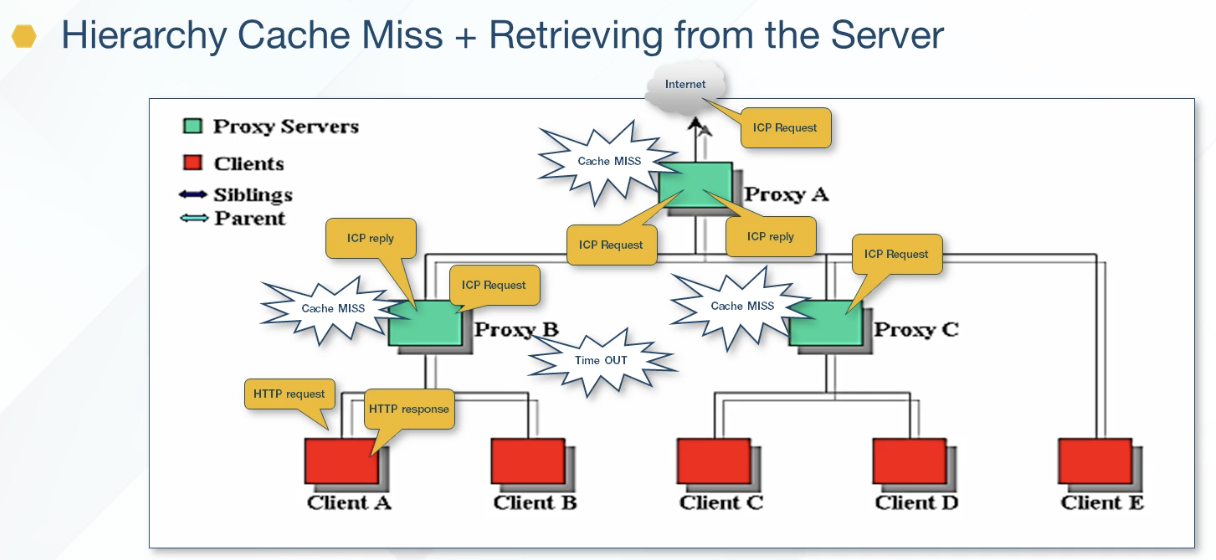 Hierarchy Cache Miss + Retrieving from the Server
Internet
ICP Request
Proxy Servers
Clients
Siblings
Parent
Cache MISS
Proxy A
ICP reply
ICP Request
ICP reply
ICP Request
ICP Request
Cache MISS
Proxy B
Cache MISS
Proxy C
Time OUT
HTTP request
HTTP response
Client A
Client B
Client C
Client D
Client E